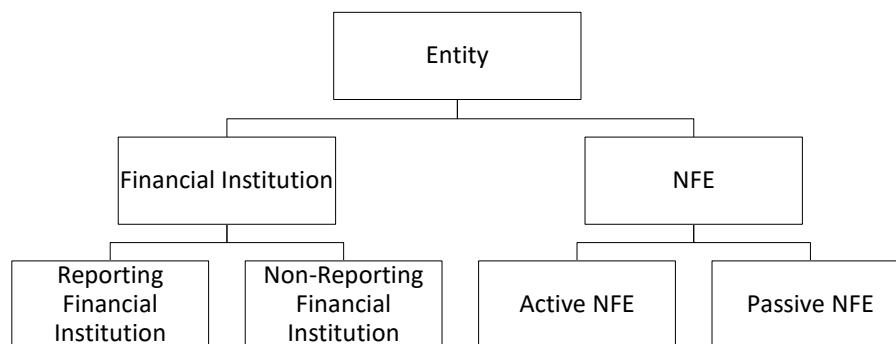 Entity
Financial Institution
NFE
Reporting
Financial
Institution
Non-Reporting
Financial
Institution
Active NFE
Passive NFE